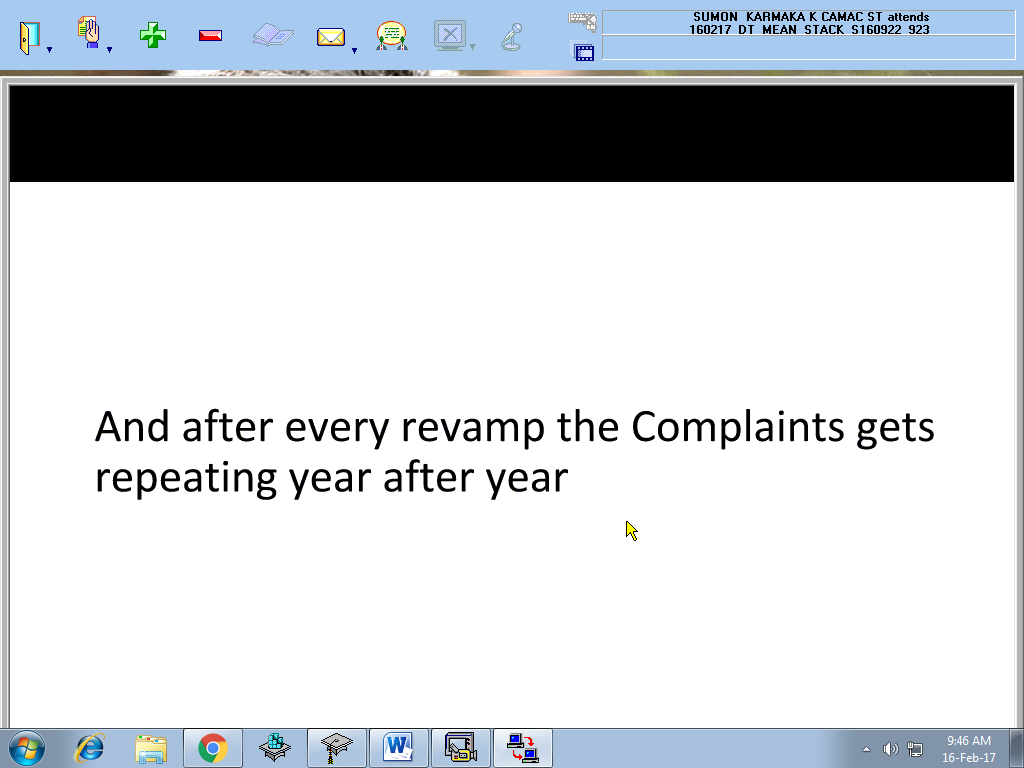 SUMON KARMAKA K CAMAC ST attends
160217 DT MEAN STACK S160922 923
And after every revamp the Complaints gets
repeating year after year
9:46 AM
16-Feb-17